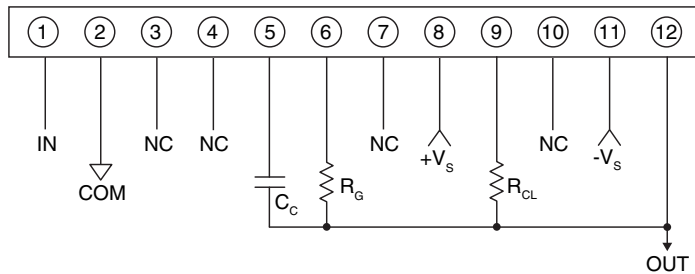 1 2 3 4 5 6 7 8 9 10 11 12
IN
COM
NC
NC
C_C
R_G
NC
+V_S
R_CL
NC
-V_S
OUT